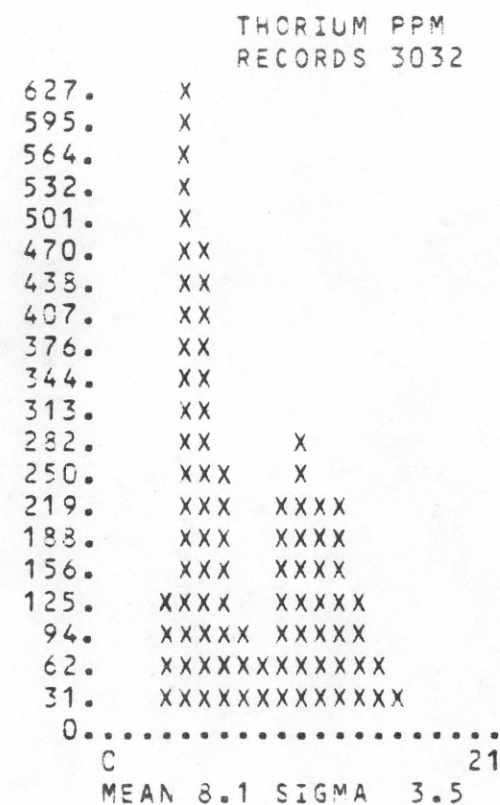 THORIUM PPM
RECORDS 3032
627.    X
595.    X
564.    X
532.    X
501.    X
470.    XX
438.    XX
407.    XX
376.    XX
344.    XX
313.    XX
282.    XX    X
250.    XXX   X
219.    XXX  XXXX
188.    XXX  XXXX
156.    XXX  XXXX
125.   XXXX  XXXXX
 94.   XXXXX XXXXX
 62.   XXXXXXXXXXXX
 31.   XXXXXXXXXXXXX
  0.....................
C 21
MEAN 8.1 SIGMA 3.5